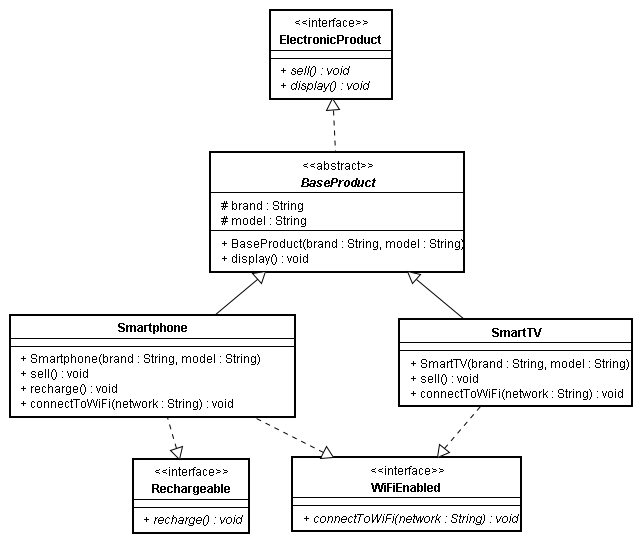 <<interface>>
ElectronicProduct
+ sell() : void
+ display() : void
<<abstract>>
BaseProduct
# brand : String
# model : String
+ BaseProduct(brand : String, model : String)
+ display() : void
Smartphone
+ Smartphone(brand : String, model : String)
+ sell() : void
+ recharge() : void
+ connectToWiFi(network : String) : void
SmartTV
+ SmartTV(brand : String, model : String)
+ sell() : void
+ connectToWiFi(network : String) : void
<<interface>>
Rechargeable
+ recharge() : void
<<interface>>
WiFiEnabled
+ connectToWiFi(network : String) : void